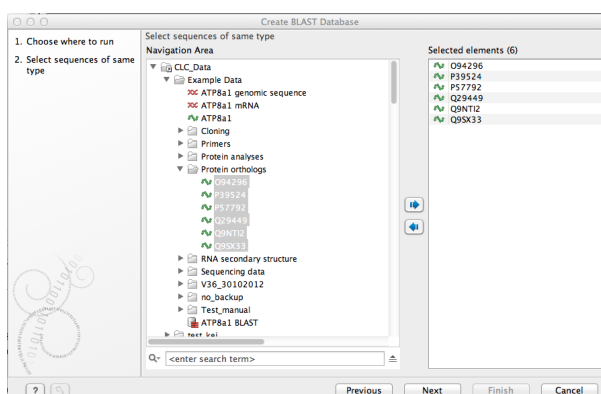 Create BLAST Database
1. Choose where to run
2. Select sequences of same
type
Select sequences of same type
Navigation Area
CLC_Data
Example Data
ATP8a1 genomic sequence
ATP8a1 mRNA
ATP8a1
Cloning
Primers
Protein analyses
Protein orthologs
O94296
P39524
P57792
Q29449
Q9NTI2
Q9SX33
RNA secondary structure
Sequencing data
V36_30102012
no_backup
Test_manual
ATP8a1 BLAST
<enter search term>
Selected elements (6)
O94296
P39524
P57792
Q29449
Q9NTI2
Q9SX33
?
Previous
Next
Finish
Cancel